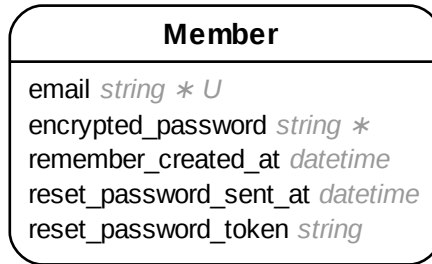 Member
email string ∗ U
encrypted_password string ∗
remember_created_at datetime
reset_password_sent_at datetime
reset_password_token string